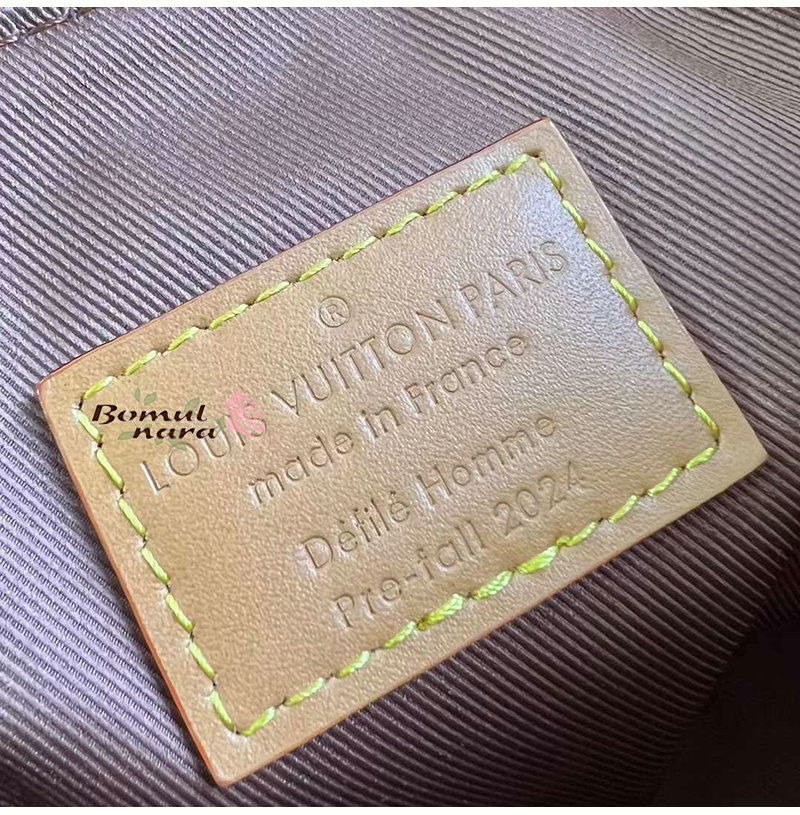 ®
LOUIS VUITTON PARIS
made in France
Défilé Homme
Pre-fall 2024
Bomul
nara